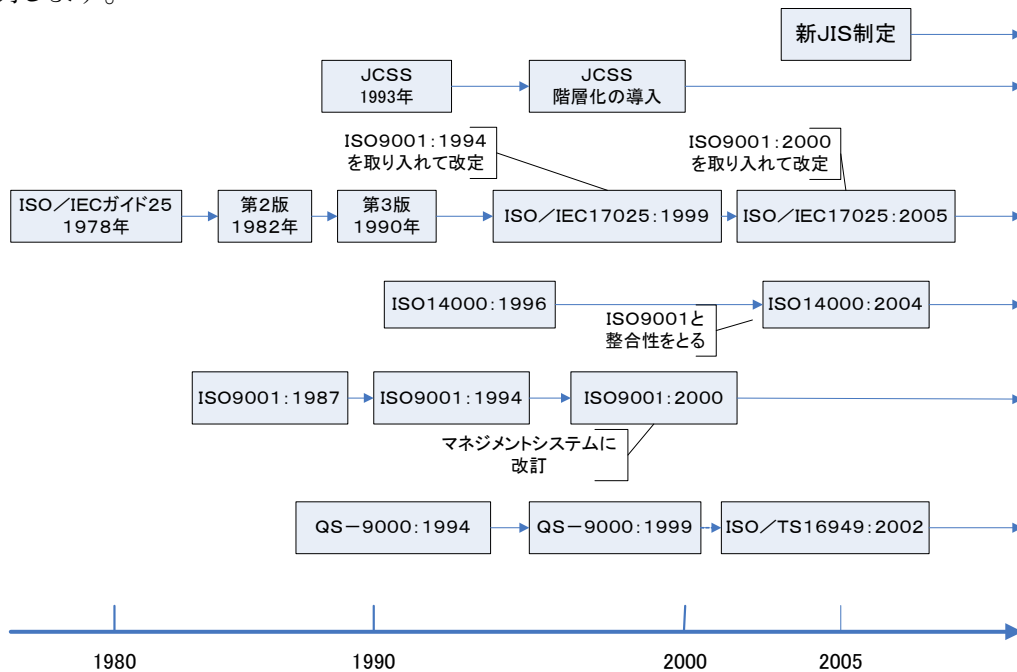 新JIS制定
JCSS
1993年
JCSS
階層化の導入
ISO9001:1994
を取り入れて改定
ISO9001:2000
を取り入れて改定
ISO/IECガイド25
1978年
第2版
1982年
第3版
1990年
ISO/IEC17025:1999
ISO/IEC17025:2005
ISO14000:1996
ISO9001と
整合性をとる
ISO14000:2004
ISO9001:1987
ISO9001:1994
ISO9001:2000
マネジメントシステムに
改訂
QS-9000:1994
QS-9000:1999
ISO/TS16949:2002
1980
1990
2000
2005